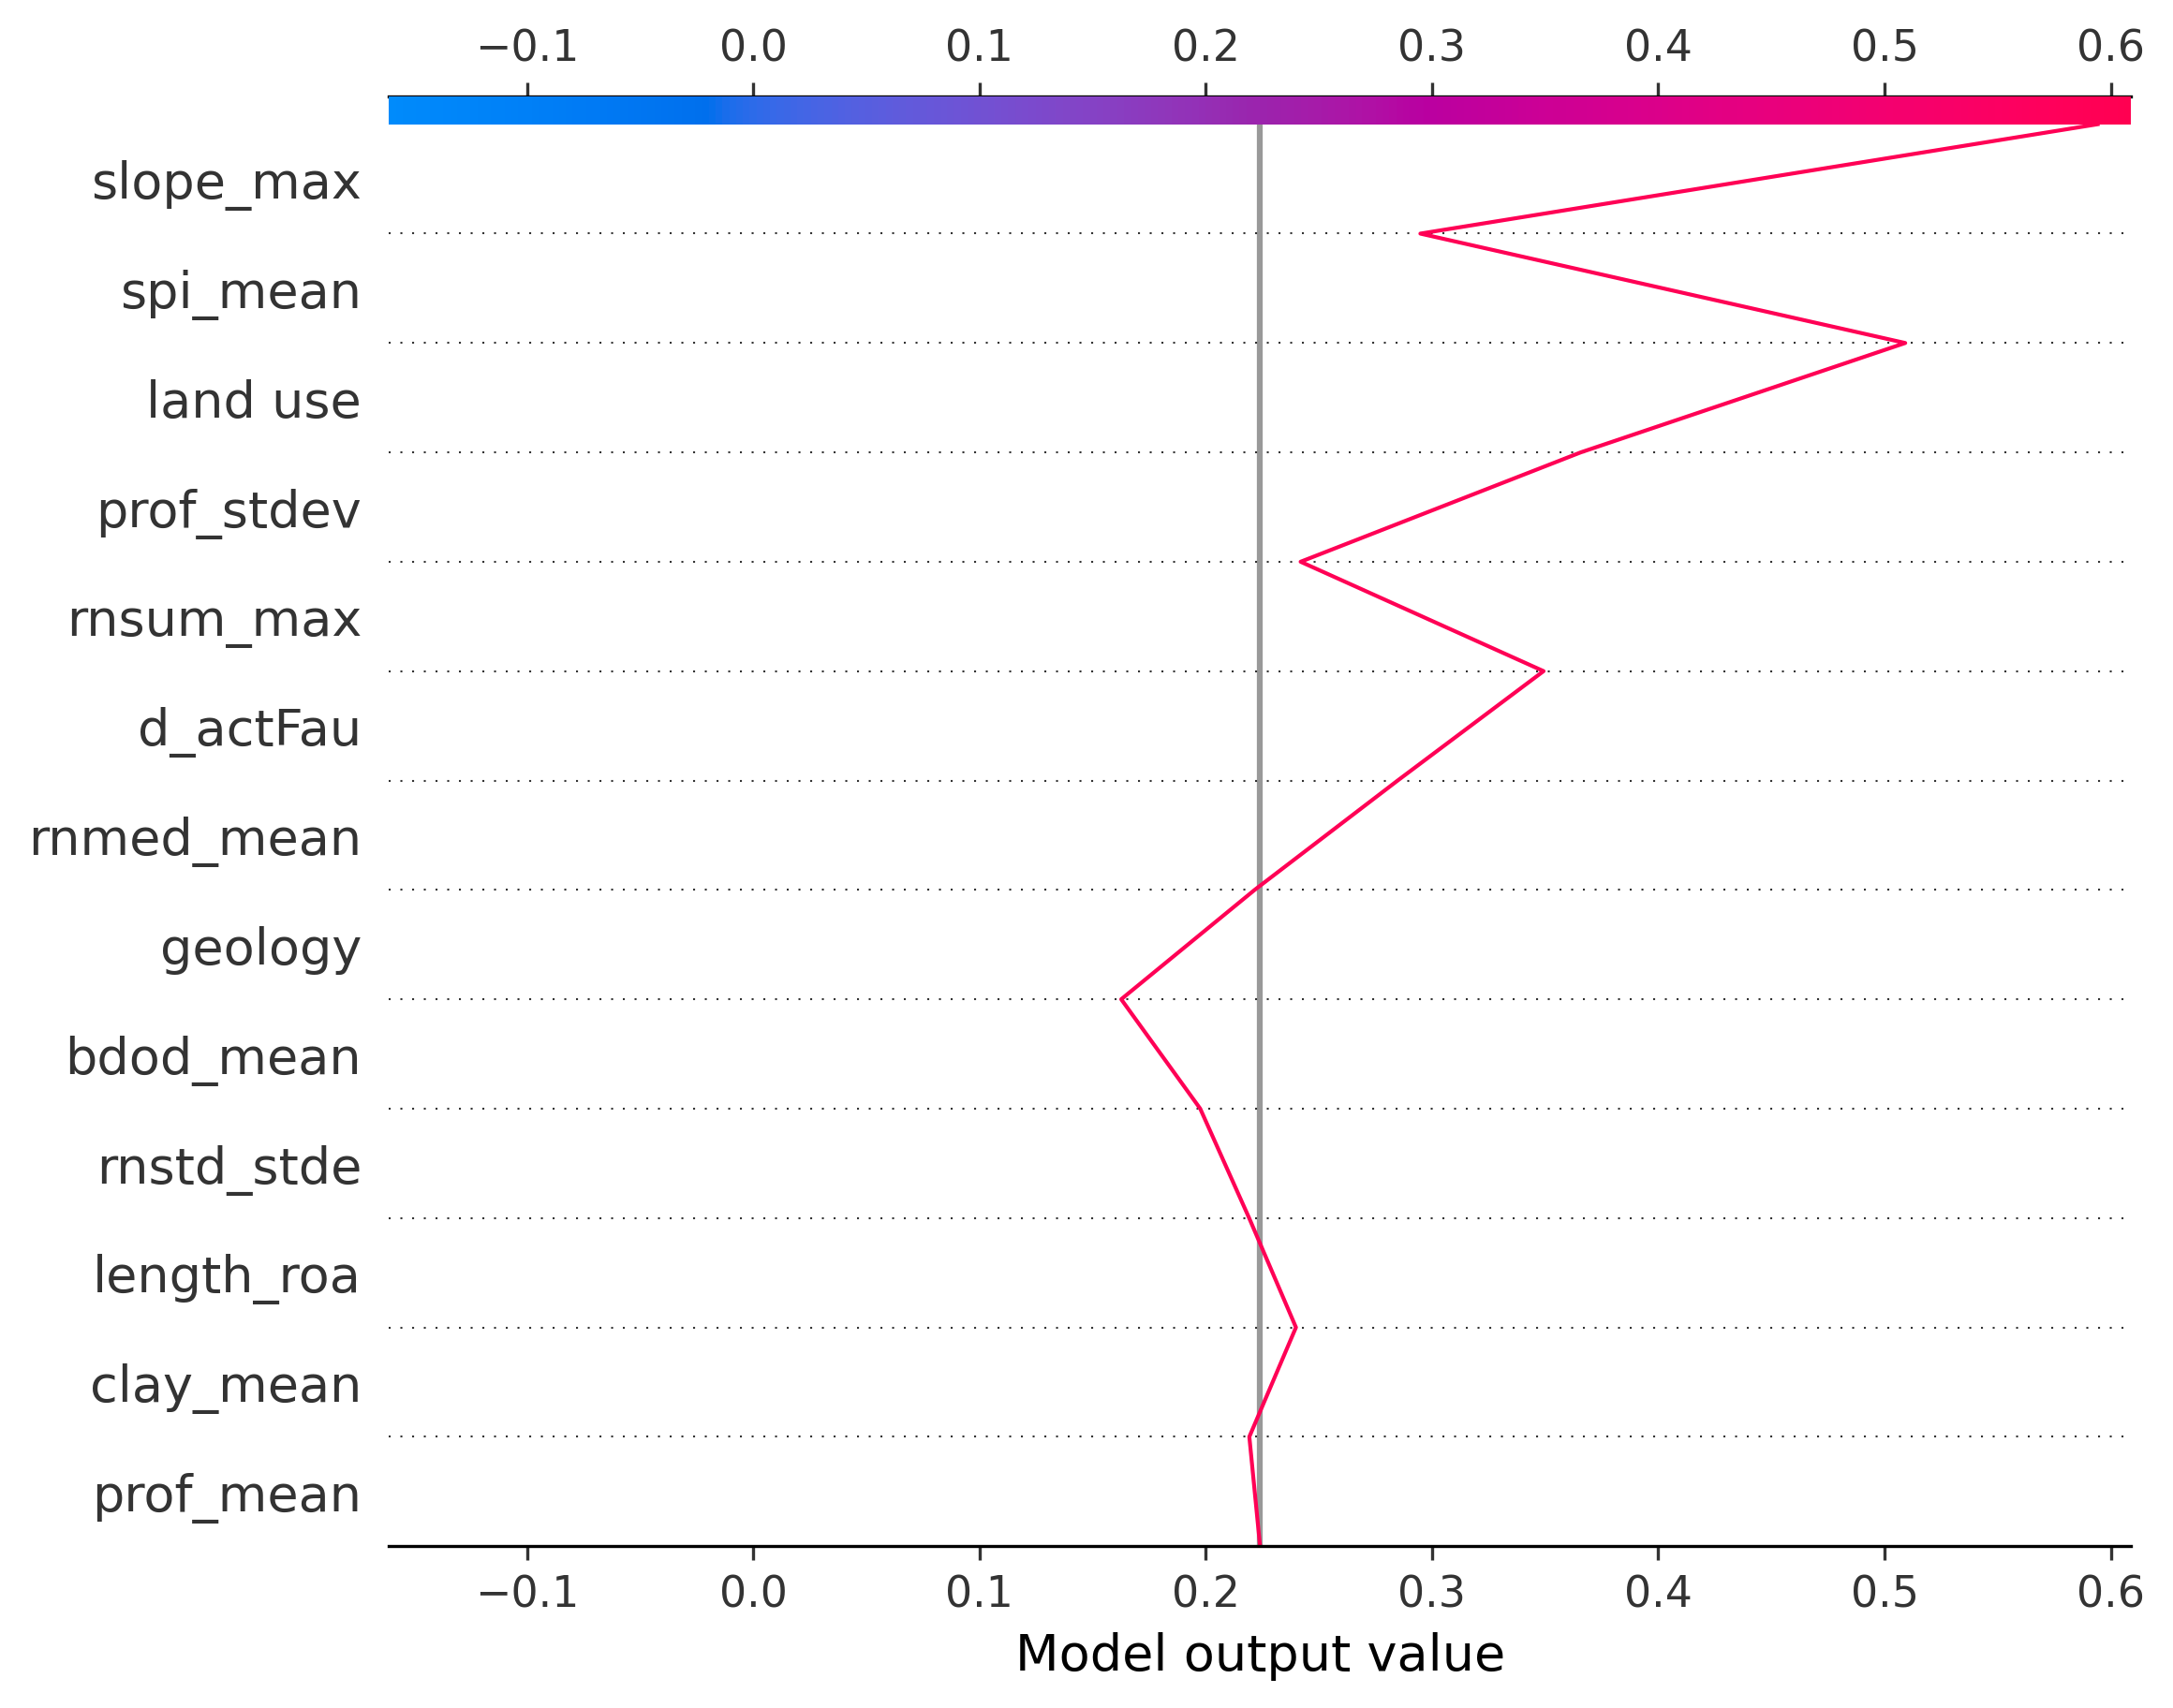 −0.1 0.0 0.1 0.2 0.3 0.4 0.5 0.6
slope_max
spi_mean
land use
prof_stdev
rnsum_max
d_actFau
rnmed_mean
geology
bdod_mean
rnstd_stde
length_roa
clay_mean
prof_mean
−0.1 0.0 0.1 0.2 0.3 0.4 0.5 0.6
Model output value